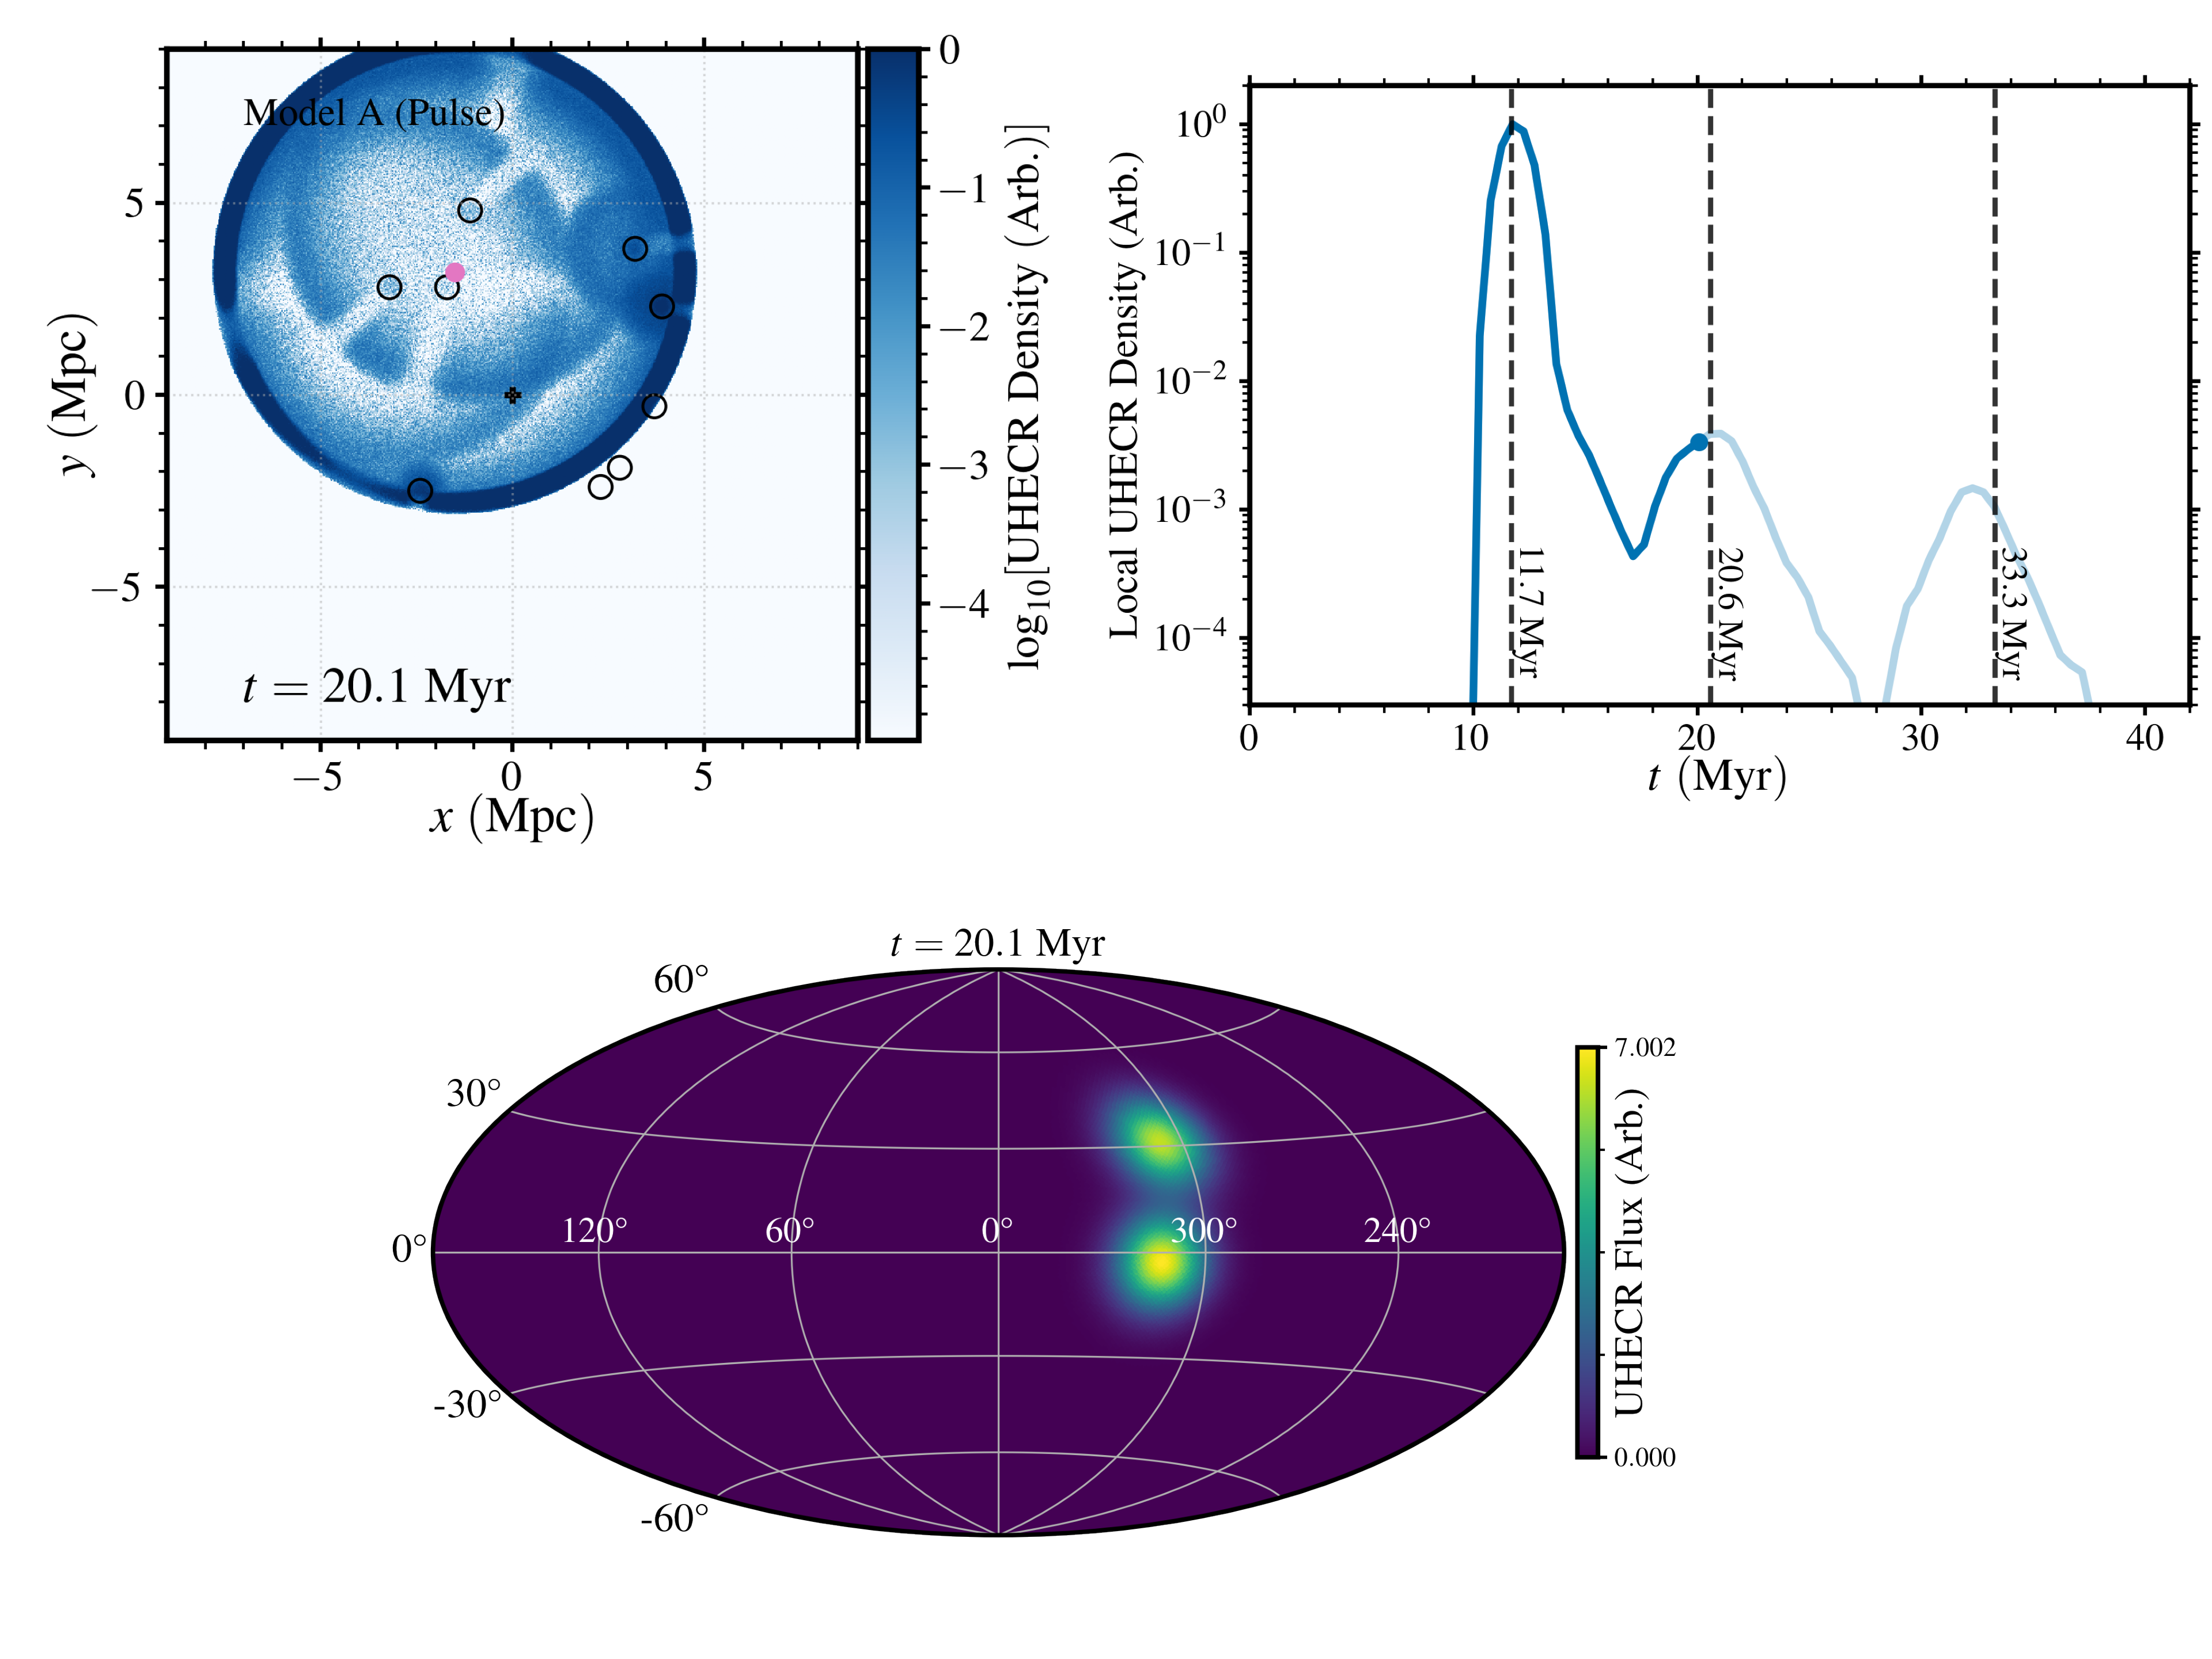 Model A (Pulse)
t = 20.1 Myr
5
0
−5
y (Mpc)
−5
0
5
x (Mpc)
0
−1
−2
−3
−4
log₁₀[UHECR Density (Arb.)]
10⁰
10⁻¹
10⁻²
10⁻³
10⁻⁴
Local UHECR Density (Arb.)
11.7 Myr
20.6 Myr
33.3 Myr
0
10
20
30
40
t (Myr)
t = 20.1 Myr
60°
30°
0°
-30°
-60°
120°
60°
0°
300°
240°
7.002
0.000
UHECR Flux (Arb.)